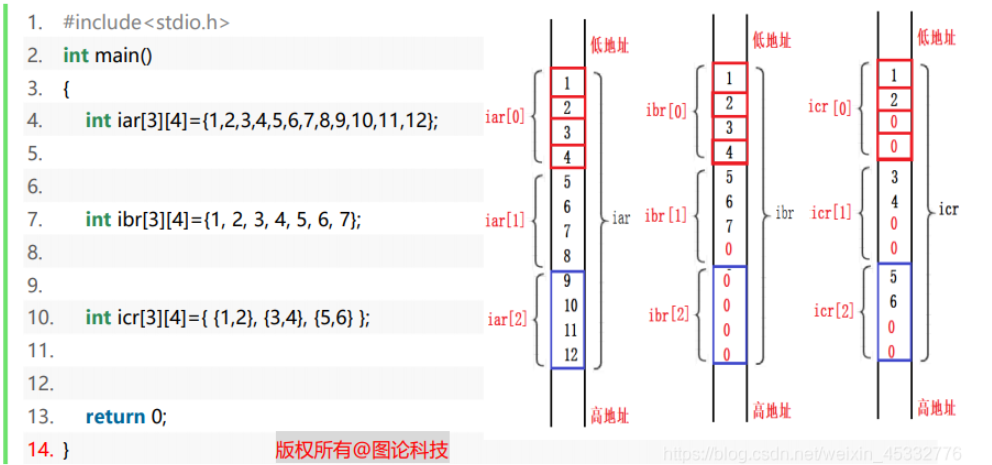 1. #include<stdio.h>
2. int main()
3. {
4. int iar[3][4]={1,2,3,4,5,6,7,8,9,10,11,12};
5.
6.
7. int ibr[3][4]={1, 2, 3, 4, 5, 6, 7};
8.
9.
10. int icr[3][4]={ {1,2}, {3,4}, {5,6} };
11.
12.
13. return 0;
14. }
版权所有@图论科技
低地址
iar[0]
1
2
3
4
iar[1]
5
6
7
8
iar
iar[2]
9
10
11
12
高地址
低地址
ibr[0]
1
2
3
4
ibr[1]
5
6
7
0
ibr
ibr[2]
0
0
0
0
高地址
低地址
icr[0]
1
2
0
0
icr[1]
3
4
0
0
icr
icr[2]
5
6
0
0
高地址
https://blog.csdn.net/weixin_45332776